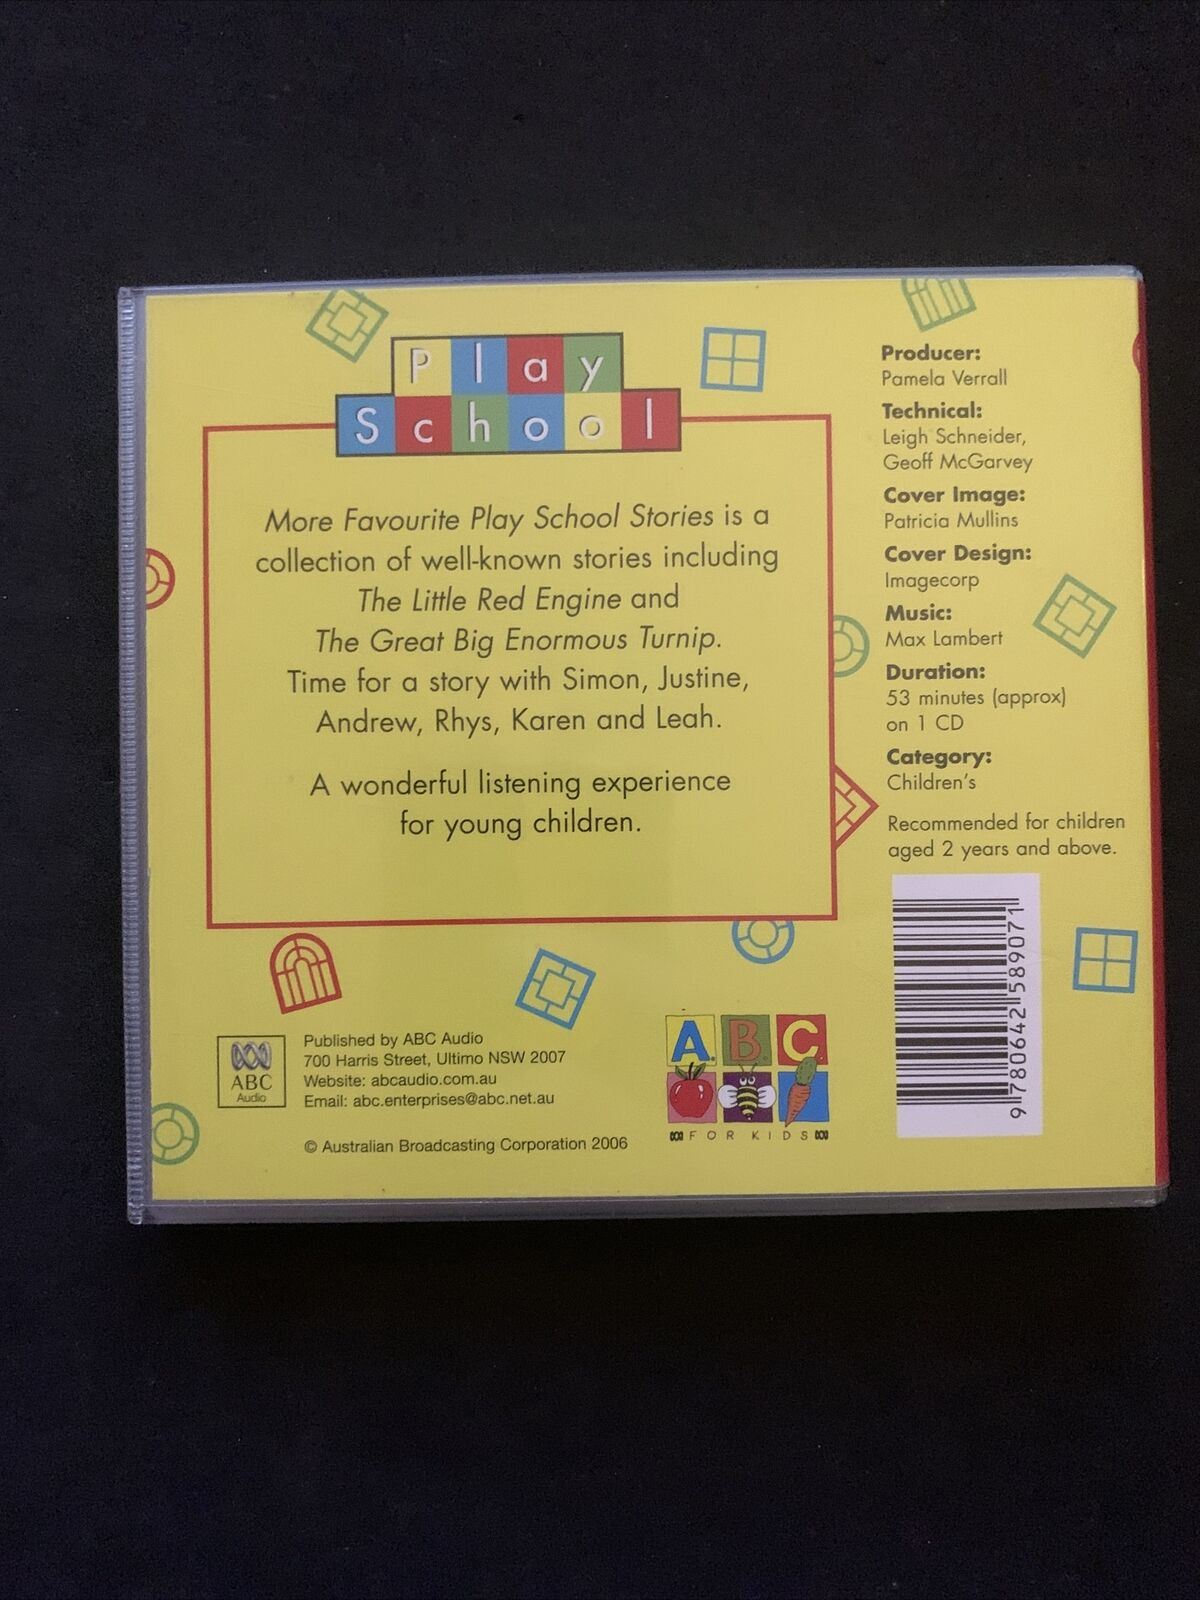 Play
School
More Favourite Play School Stories is a
collection of well-known stories including
The Little Red Engine and
The Great Big Enormous Turnip.
Time for a story with Simon, Justine,
Andrew, Rhys, Karen and Leah.
A wonderful listening experience
for young children.
Producer:
Pamela Verrall
Technical:
Leigh Schneider,
Geoff McGarvey
Cover Image:
Patricia Mullins
Cover Design:
Imagecorp
Music:
Max Lambert
Duration:
53 minutes (approx)
on 1 CD
Category:
Children's
Recommended for children
aged 2 years and above.
9 780642 589071
ABC
Audio
Published by ABC Audio
700 Harris Street, Ultimo NSW 2007
Website: abcaudio.com.au
Email: abc.enterprises@abc.net.au
© Australian Broadcasting Corporation 2006
A.B.C.
FOR KIDS